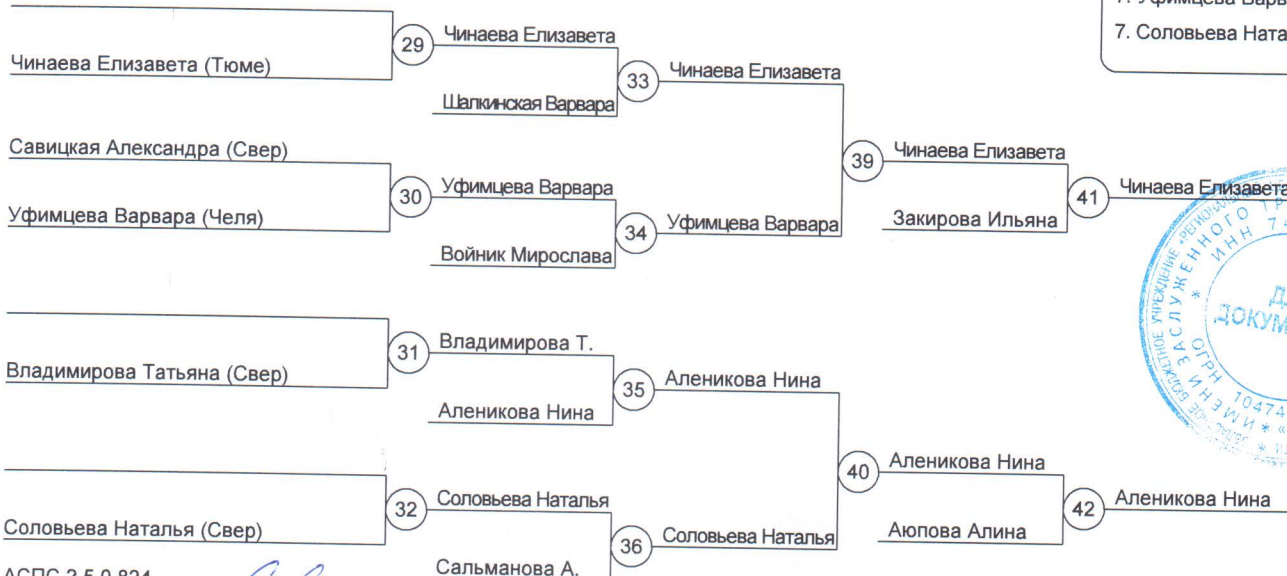 7. Соловьева Ната
29
Чинаева Елизавета
Чинаева Елизавета (Тюме)
33
Чинаева Елизавета
Шалкинская Варвара
Савицкая Александра (Свер)
39
Чинаева Елизавета
30
Уфимцева Варвара
41
Чинаева Елизавета
Уфимцева Варвара (Челя)
34
Уфимцева Варвара
Закирова Ильяна
Войник Мирослава
31
Владимирова Т.
Владимирова Татьяна (Свер)
35
Аленикова Нина
Аленикова Нина
40
Аленикова Нина
32
Соловьева Наталья
42
Аленикова Нина
Соловьева Наталья (Свер)
36
Соловьева Наталья
Аюпова Алина
Сальманова А.